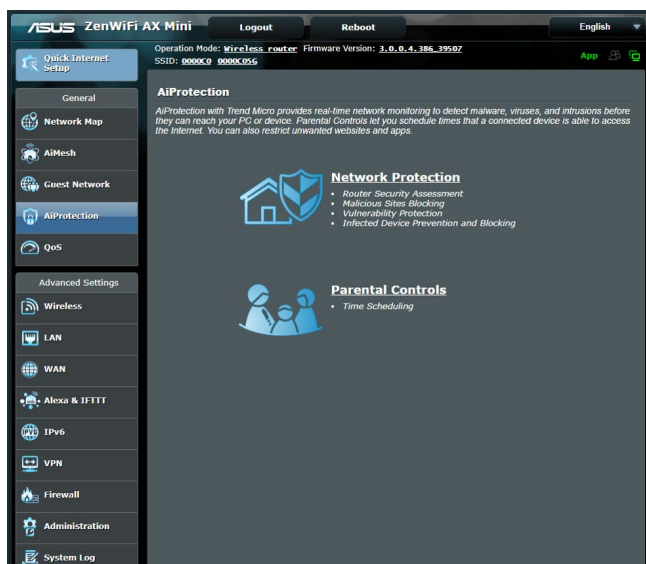 ASUS ZenWiFi AX Mini Logout Reboot English
Quick Internet
Setup
Operation Mode: Wireless router Firmware Version: 3.0.0.4.386_39507
SSID: 0000C0 0000C05G
App
General
Network Map
AiMesh
Guest Network
AiProtection
QoS
Advanced Settings
Wireless
LAN
WAN
Alexa & IFTTT
IPv6
VPN
Firewall
Administration
System Log
AiProtection
AiProtection with Trend Micro provides real-time network monitoring to detect malware, viruses, and intrusions before
they can reach your PC or device. Parental Controls let you schedule times that a connected device is able to access
the Internet. You can also restrict unwanted websites and apps.
Network Protection
• Router Security Assessment
• Malicious Sites Blocking
• Vulnerability Protection
• Infected Device Prevention and Blocking
Parental Controls
• Time Scheduling